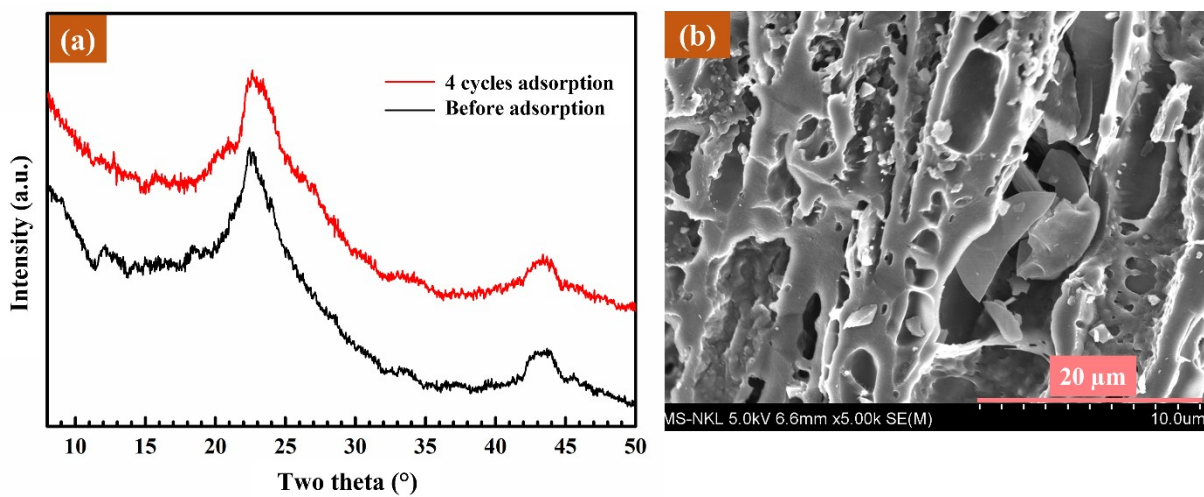 (a)
4 cycles adsorption
Before adsorption
Intensity (a.u.)
10 15 20 25 30 35 40 45 50
Two theta (°)
(b)
20 µm
MS-NKL 5.0kV 6.6mm x5.00k SE(M)
10.0um